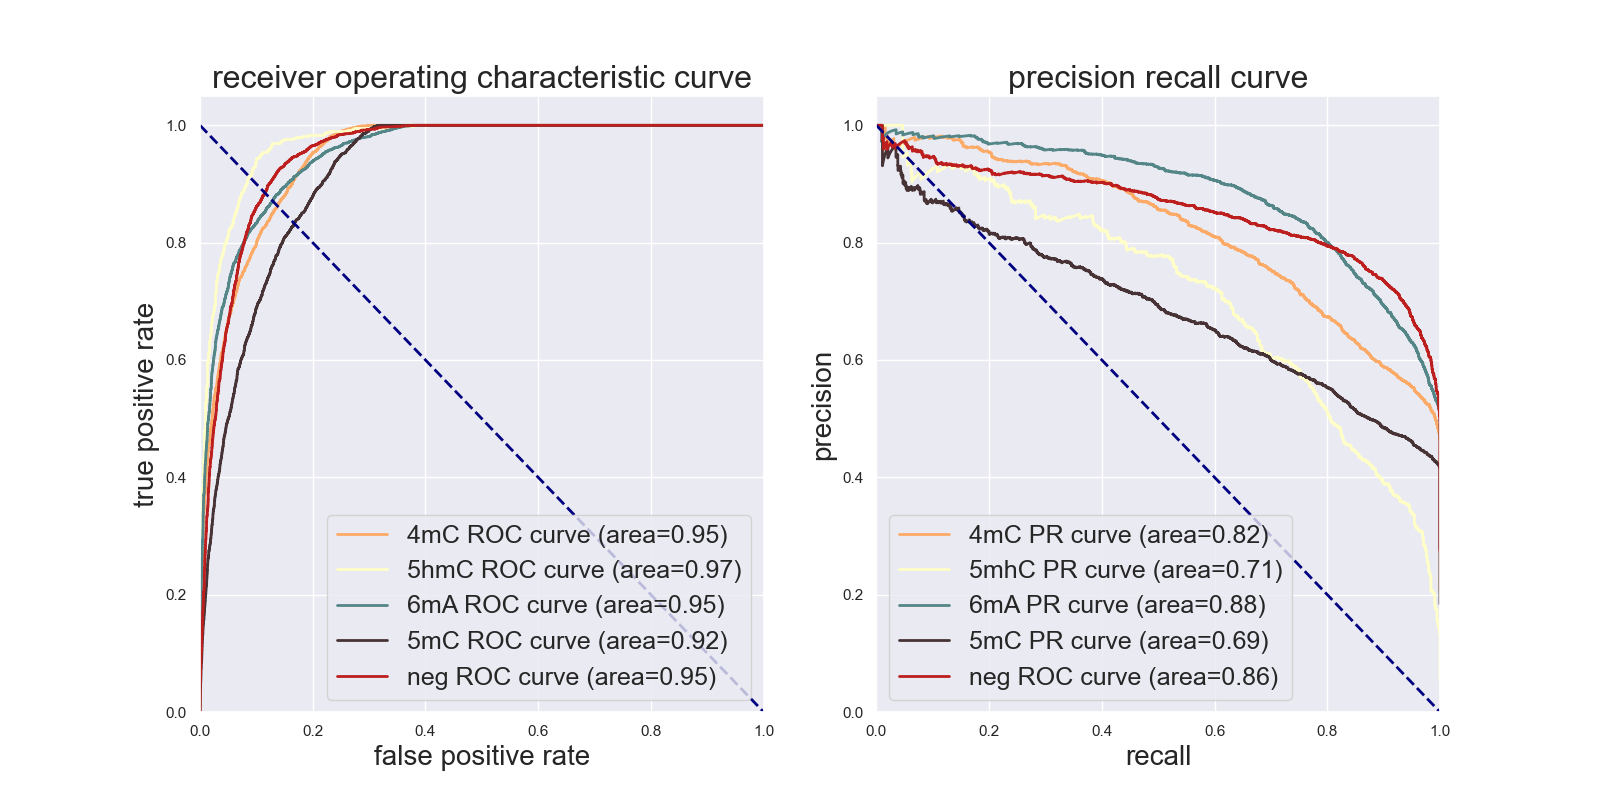 receiver operating characteristic curve
1.0
0.8
0.6
0.4
0.2
0.0
true positive rate
4mC ROC curve (area=0.95)
5hmC ROC curve (area=0.97)
6mA ROC curve (area=0.95)
5mC ROC curve (area=0.92)
neg ROC curve (area=0.95)
0.0 0.2 0.4 0.6 0.8 1.0
false positive rate
precision recall curve
1.0
0.8
0.6
0.4
0.2
0.0
precision
4mC PR curve (area=0.82)
5mhC PR curve (area=0.71)
6mA PR curve (area=0.88)
5mC PR curve (area=0.69)
neg ROC curve (area=0.86)
0.0 0.2 0.4 0.6 0.8 1.0
recall